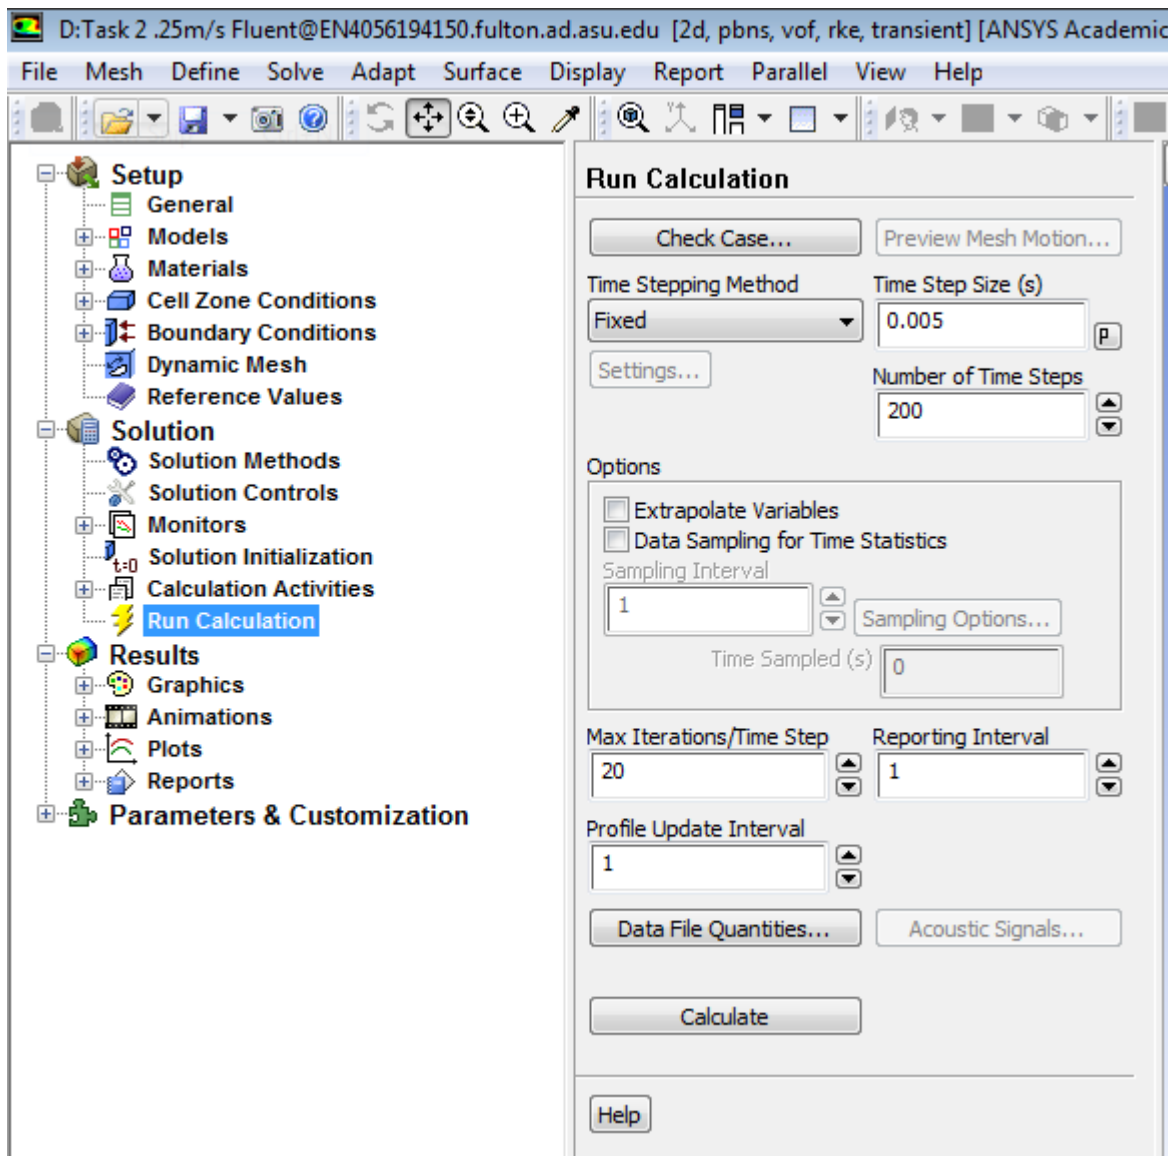 D:Task 2 .25m/s Fluent@EN4056194150.fulton.ad.asu.edu [2d, pbns, vof, rke, transient] [ANSYS Academic
File Mesh Define Solve Adapt Surface Display Report Parallel View Help
Setup
General
Models
Materials
Cell Zone Conditions
Boundary Conditions
Dynamic Mesh
Reference Values
Solution
Solution Methods
Solution Controls
Monitors
t=0 Solution Initialization
Calculation Activities
Run Calculation
Results
Graphics
Animations
Plots
Reports
Parameters & Customization
Run Calculation
Check Case... Preview Mesh Motion...
Time Stepping Method Time Step Size (s)
Fixed 0.005 P
Settings... Number of Time Steps
200
Options
Extrapolate Variables
Data Sampling for Time Statistics
Sampling Interval
1 Sampling Options...
Time Sampled (s) 0
Max Iterations/Time Step Reporting Interval
20 1
Profile Update Interval
1
Data File Quantities... Acoustic Signals...
Calculate
Help